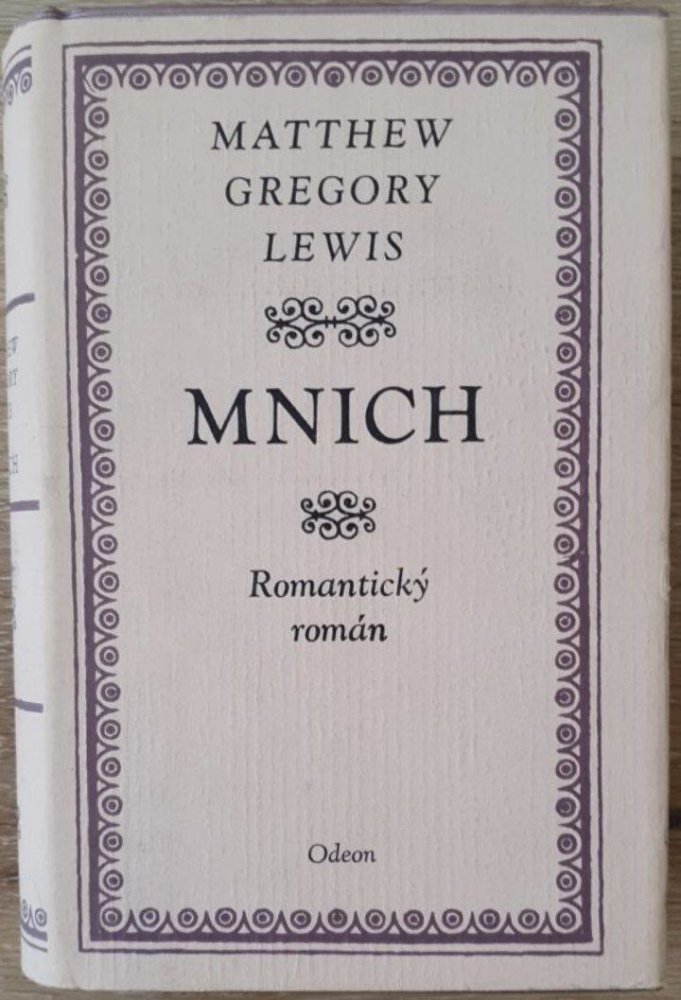 MATTHEW
GREGORY
LEWIS
MNICH
Romantický
román
Odeon